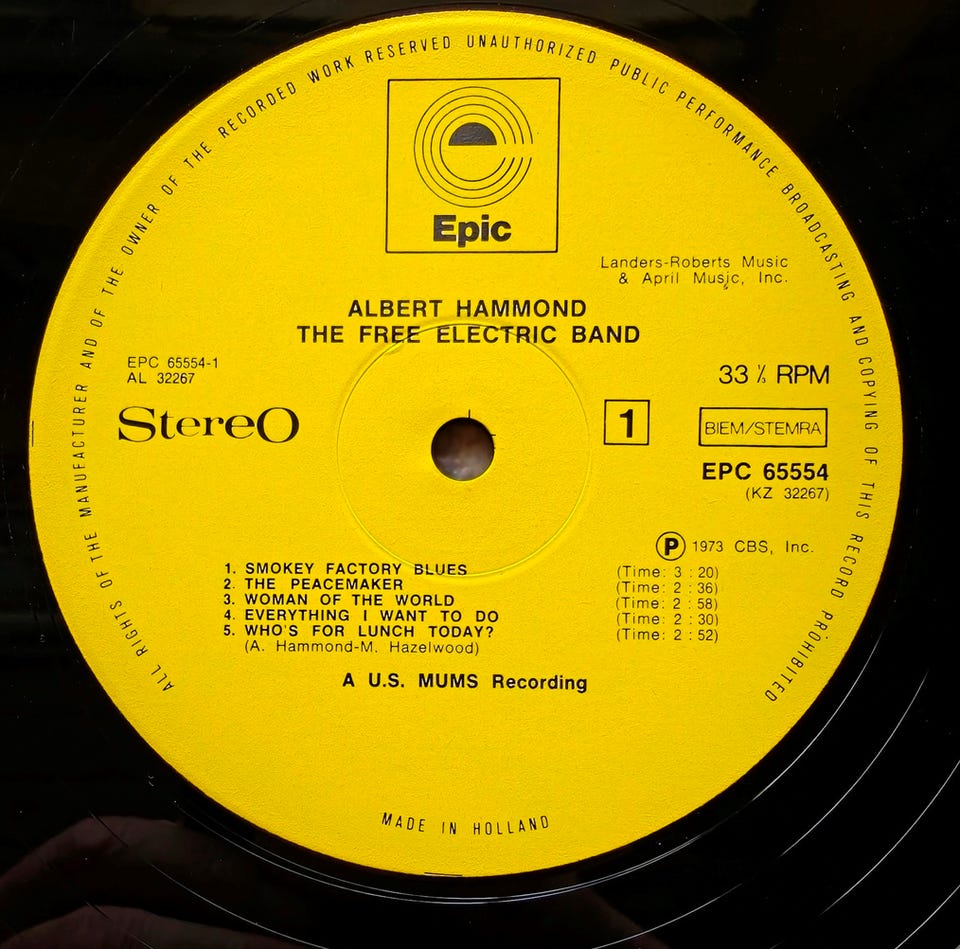 ALL RIGHTS OF THE MANUFACTURER AND OF THE OWNER OF THE RECORDED WORK RESERVED UNAUTHORIZED PUBLIC PERFORMANCE BROADCASTING AND COPYING OF THIS RECORD PROHIBITED
Epic
Landers-Roberts Music
& April Music, Inc.
ALBERT HAMMOND
THE FREE ELECTRIC BAND
EPC 65554-1
AL 32267
33 ⅓ RPM
StereO
1
BIEM/STEMRA
EPC 65554
(KZ 32267)
Ⓟ 1973 CBS, Inc.
1. SMOKEY FACTORY BLUES (Time: 3 : 20)
2. THE PEACEMAKER (Time: 2 : 36)
3. WOMAN OF THE WORLD (Time: 2 : 58)
4. EVERYTHING I WANT TO DO (Time: 2 : 30)
5. WHO'S FOR LUNCH TODAY? (Time: 2 : 52)
(A. Hammond-M. Hazelwood)
A U.S. MUMS Recording
MADE IN HOLLAND